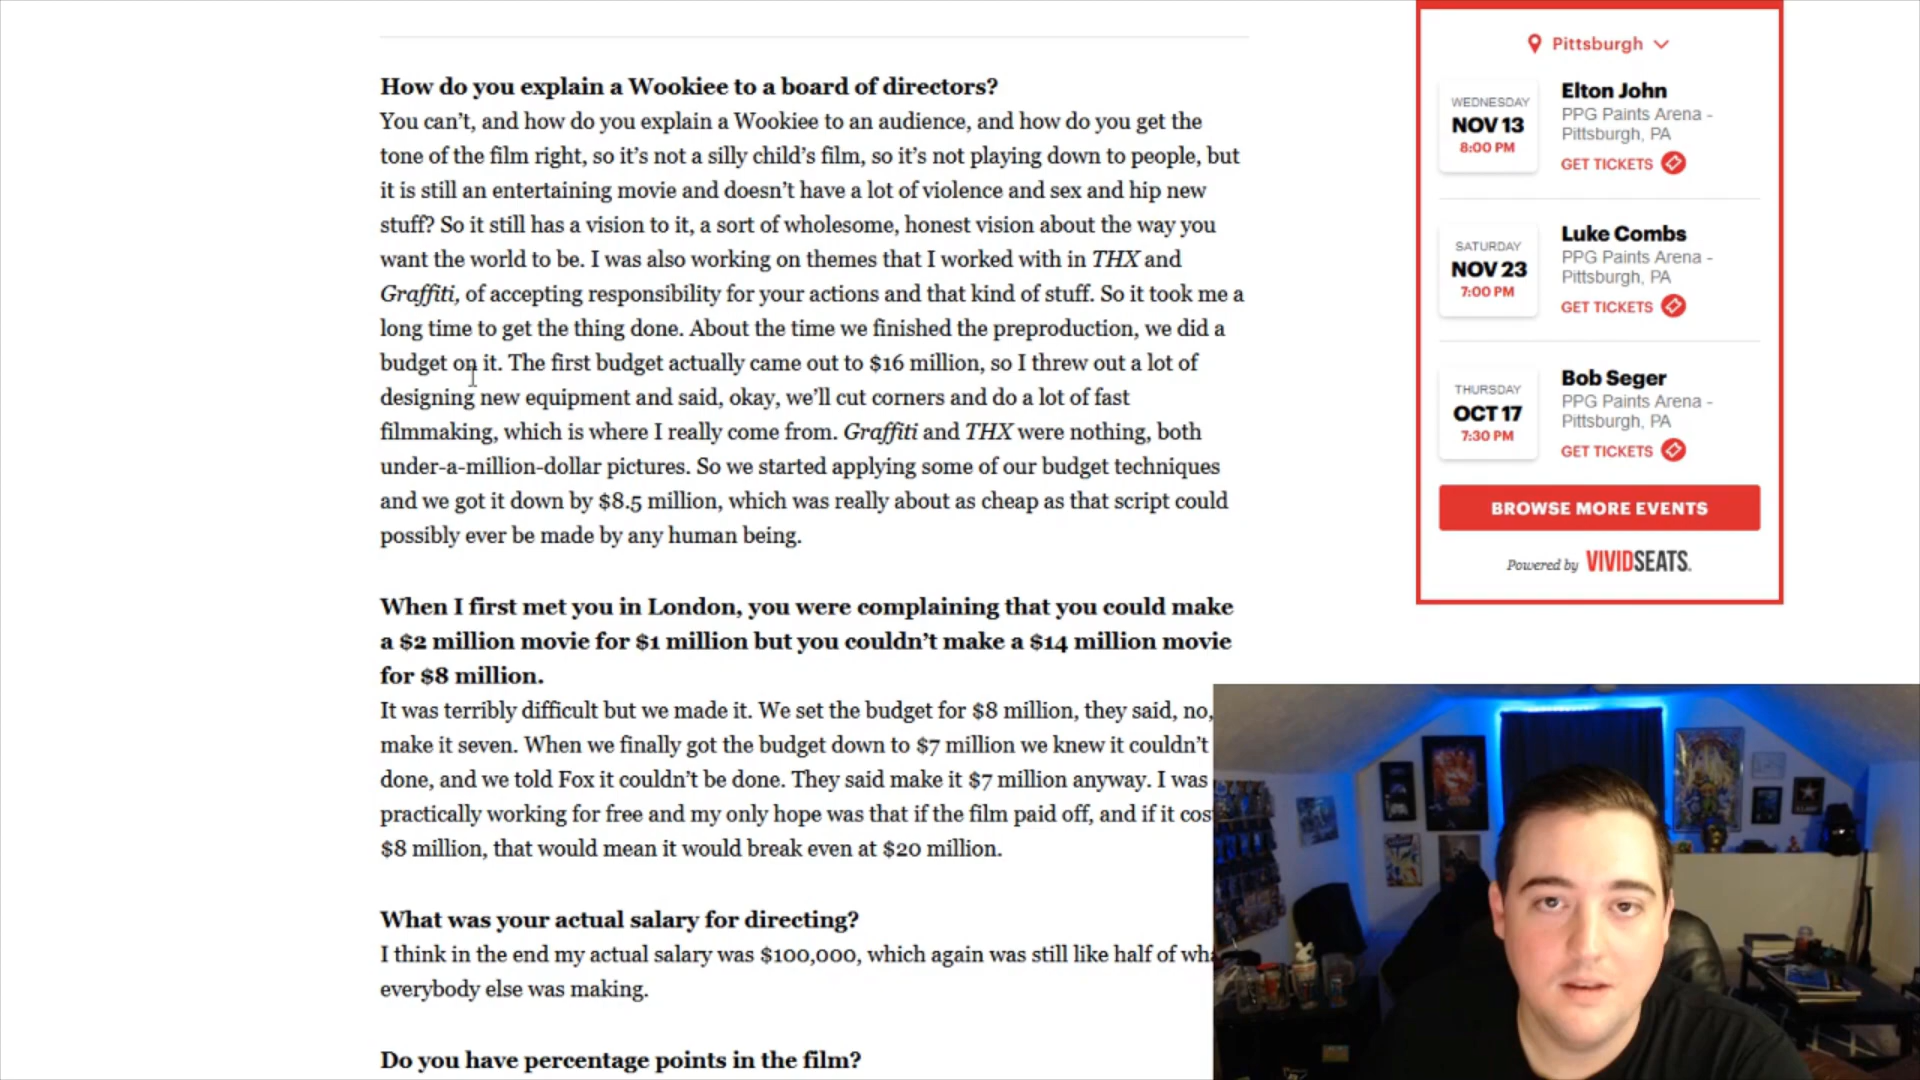 How do you explain a Wookiee to a board of directors?
You can't, and how do you explain a Wookiee to an audience, and how do you get the
tone of the film right, so it's not a silly child's film, so it's not playing down to people, but
it is still an entertaining movie and doesn't have a lot of violence and sex and hip new
stuff? So it still has a vision to it, a sort of wholesome, honest vision about the way you
want the world to be. I was also working on themes that I worked with in THX and
Graffiti, of accepting responsibility for your actions and that kind of stuff. So it took me a
long time to get the thing done. About the time we finished the preproduction, we did a
budget on it. The first budget actually came out to $16 million, so I threw out a lot of
designing new equipment and said, okay, we'll cut corners and do a lot of fast
filmmaking, which is where I really come from. Graffiti and THX were nothing, both
under-a-million-dollar pictures. So we started applying some of our budget techniques
and we got it down by $8.5 million, which was really about as cheap as that script could
possibly ever be made by any human being.
When I first met you in London, you were complaining that you could make
a $2 million movie for $1 million but you couldn't make a $14 million movie
for $8 million.
It was terribly difficult but we made it. We set the budget for $8 million, they said, no,
make it seven. When we finally got the budget down to $7 million we knew it couldn't
done, and we told Fox it couldn't be done. They said make it $7 million anyway. I was
practically working for free and my only hope was that if the film paid off, and if it cos
$8 million, that would mean it would break even at $20 million.
What was your actual salary for directing?
I think in the end my actual salary was $100,000, which again was still like half of wha
everybody else was making.
Do you have percentage points in the film?
Pittsburgh
WEDNESDAY
NOV 13
8:00 PM
Elton John
PPG Paints Arena -
Pittsburgh, PA
GET TICKETS
SATURDAY
NOV 23
7:00 PM
Luke Combs
PPG Paints Arena -
Pittsburgh, PA
GET TICKETS
THURSDAY
OCT 17
7:30 PM
Bob Seger
PPG Paints Arena -
Pittsburgh, PA
GET TICKETS
BROWSE MORE EVENTS
Powered by VIVIDSEATS.